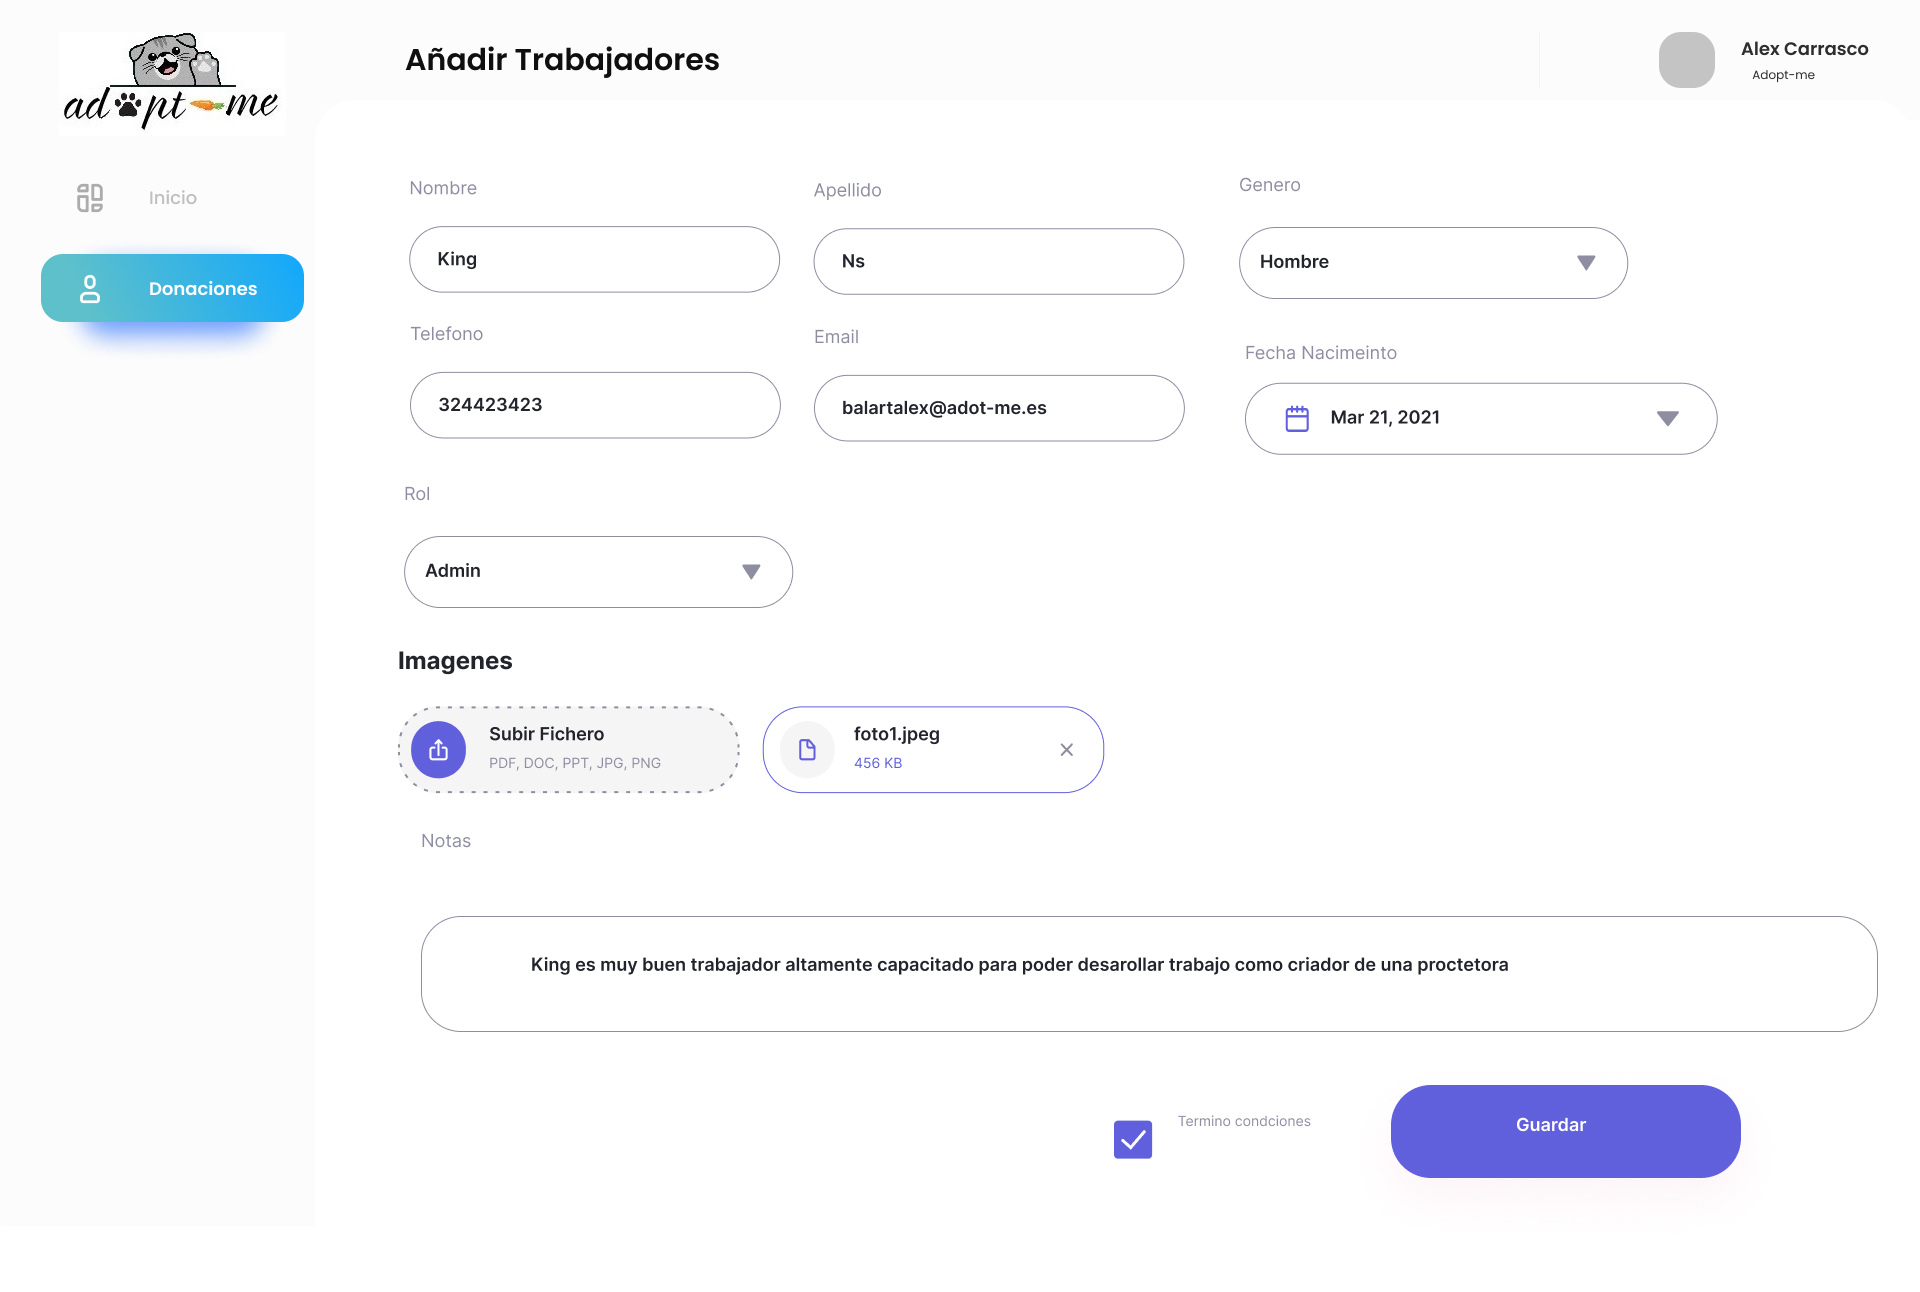 adopt-me
Añadir Trabajadores
Alex Carrasco
Adopt-me
Inicio
Donaciones
Nombre
Apellido
Genero
King
Ns
Hombre
Telefono
Email
Fecha Nacimeinto
324423423
balartalex@adot-me.es
Mar 21, 2021
Rol
Admin
Imagenes
Subir Fichero
PDF, DOC, PPT, JPG, PNG
foto1.jpeg
456 KB
Notas
King es muy buen trabajador altamente capacitado para poder desarollar trabajo como criador de una proctetora
Termino condciones
Guardar